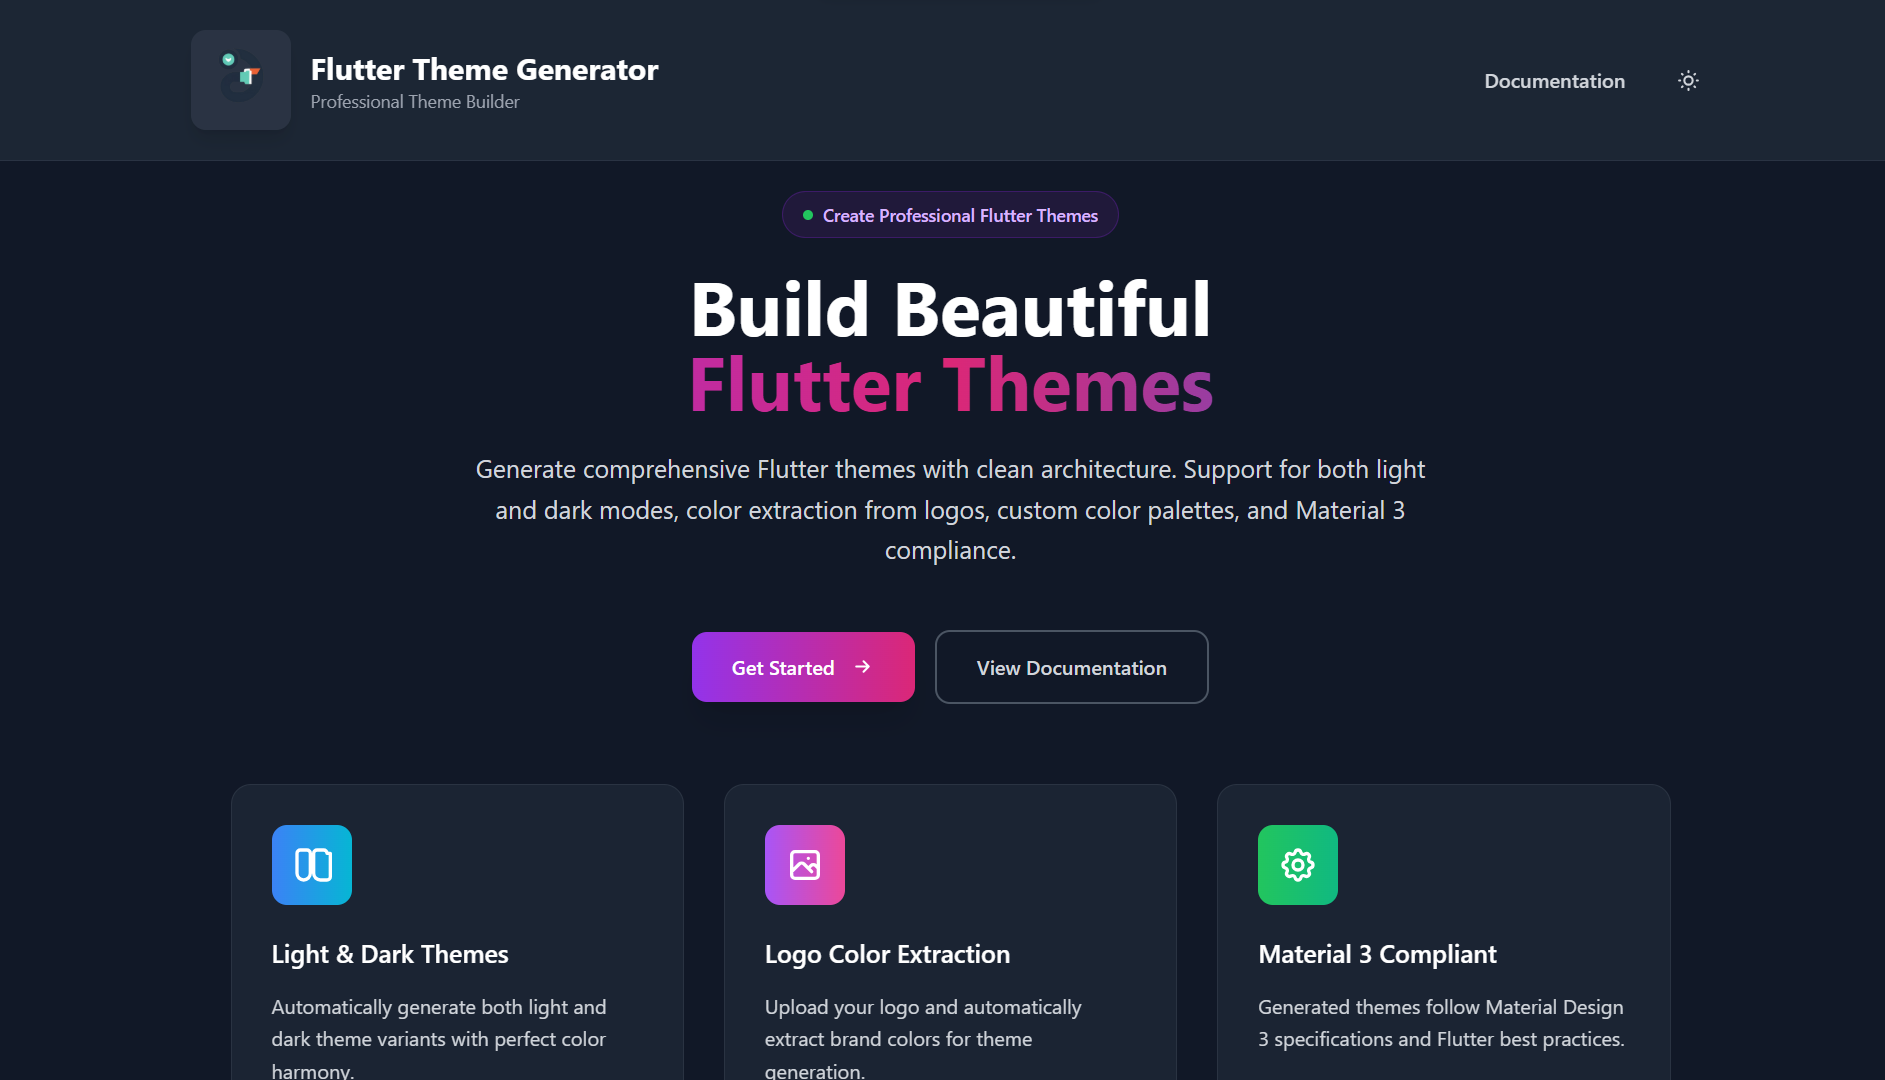 Flutter Theme Generator
Professional Theme Builder
Documentation
Create Professional Flutter Themes
Build Beautiful
Flutter Themes
Generate comprehensive Flutter themes with clean architecture. Support for both light
and dark modes, color extraction from logos, custom color palettes, and Material 3
compliance.
Get Started
View Documentation
Light & Dark Themes
Automatically generate both light and
dark theme variants with perfect color
harmony.
Logo Color Extraction
Upload your logo and automatically
extract brand colors for theme
generation.
Material 3 Compliant
Generated themes follow Material Design
3 specifications and Flutter best practices.